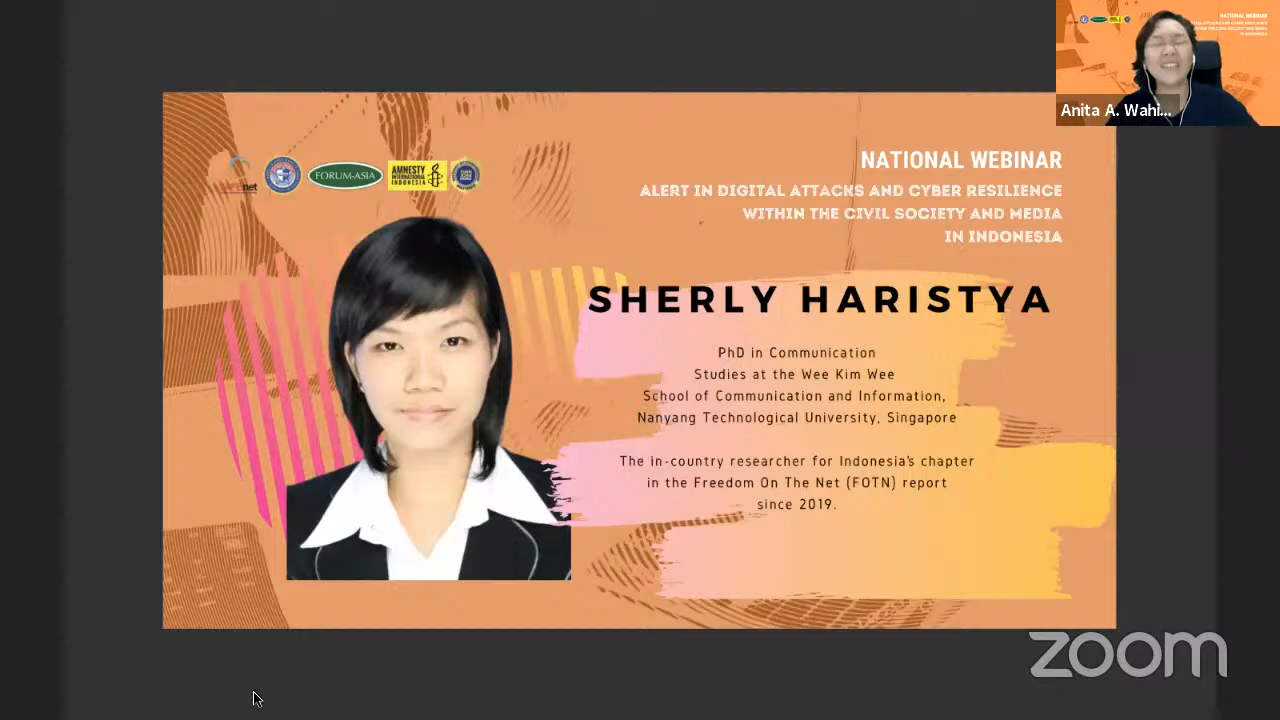 Anita A. Wahi...
NATIONAL WEBINAR
ALERT IN DIGITAL ATTACKS AND CYBER RESILIENCE
WITHIN THE CIVIL SOCIETY AND MEDIA
IN INDONESIA
FORUM-ASIA
AMNESTY
INTERNATIONAL
INDONESIA
SHERLY HARISTYA
PhD in Communication
Studies at the Wee Kim Wee
School of Communication and Information,
Nanyang Technological University, Singapore
The in-country researcher for Indonesia's chapter
in the Freedom On The Net (FOTN) report
since 2019.
zoom